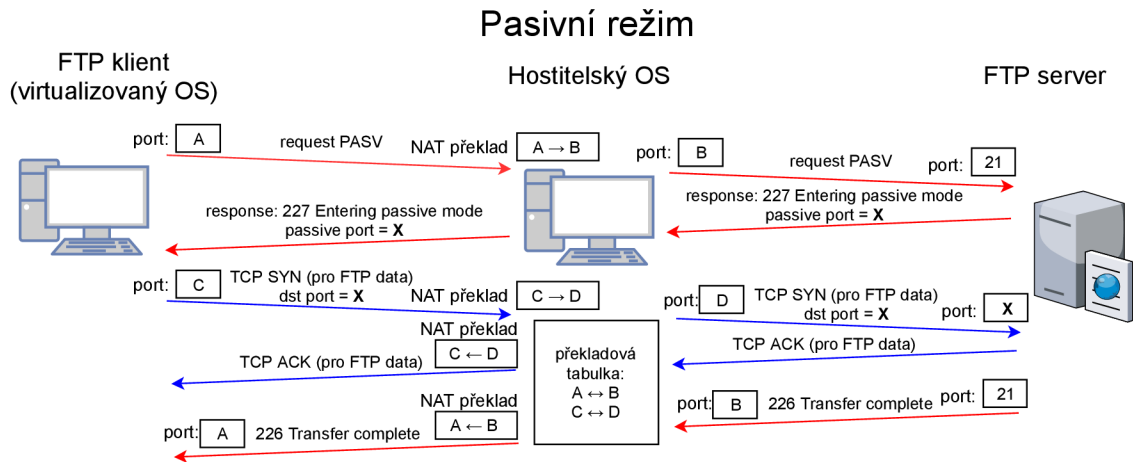 Pasivní režim
FTP klient
(virtualizovaný OS)
Hostitelský OS
FTP server
port: A
request PASV
NAT překlad
A → B
port: B
request PASV
port: 21
response: 227 Entering passive mode
passive port = X
response: 227 Entering passive mode
passive port = X
port: C
TCP SYN (pro FTP data)
dst port = X
NAT překlad
C → D
port: D
TCP SYN (pro FTP data)
dst port = X
port: X
NAT překlad
C ← D
TCP ACK (pro FTP data)
překladová
tabulka:
A ↔ B
C ↔ D
TCP ACK (pro FTP data)
NAT překlad
A ← B
port: A
226 Transfer complete
port: B
226 Transfer complete
port: 21